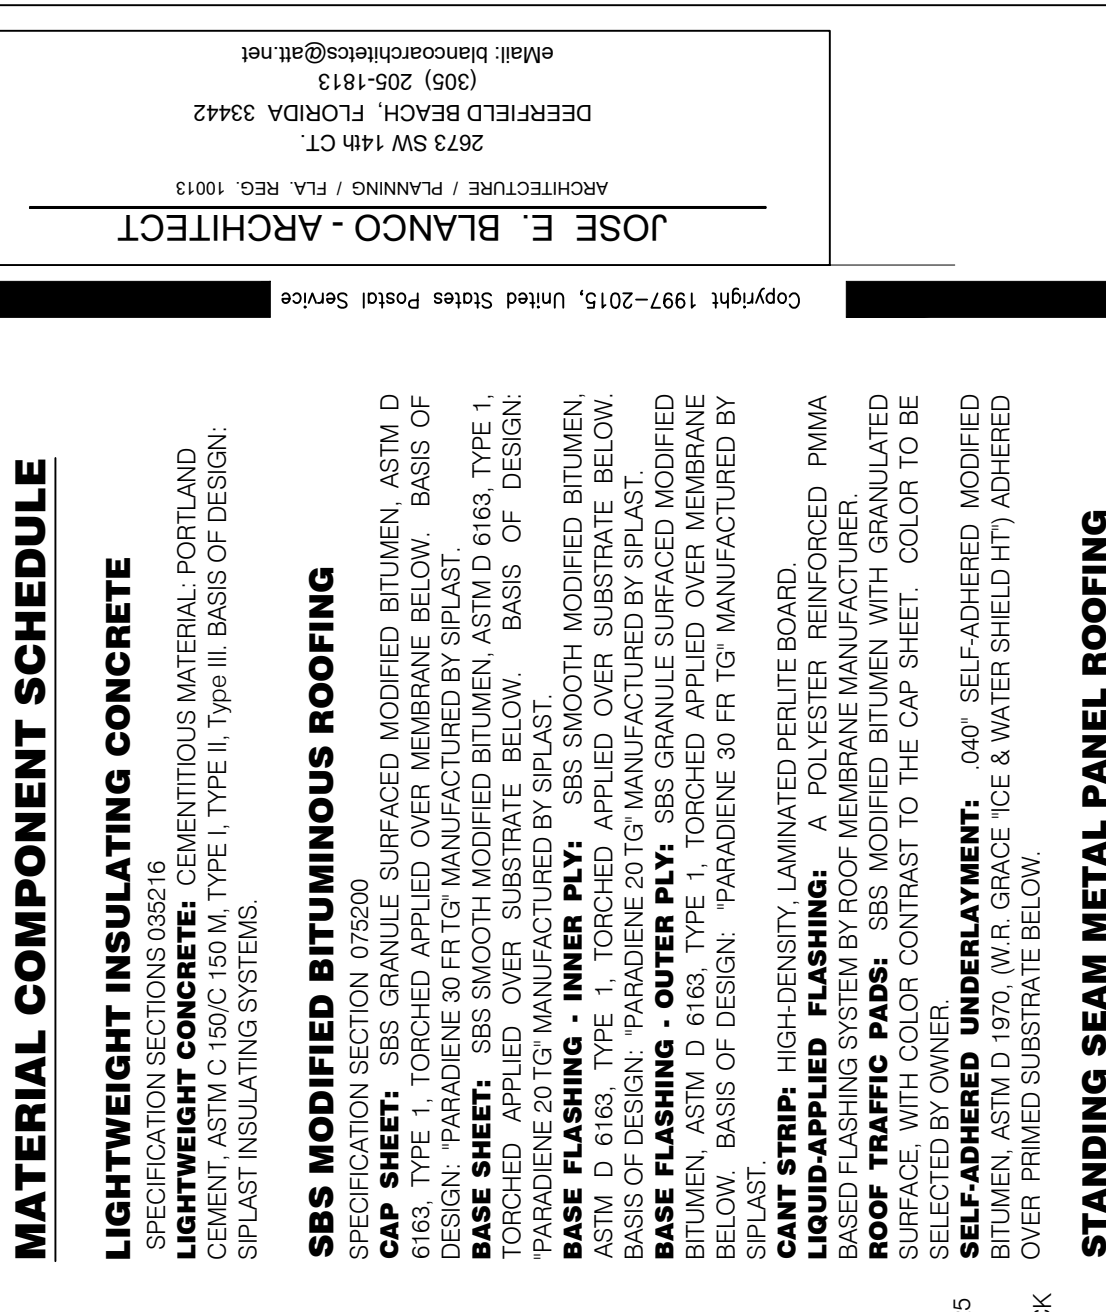 JOSE E. BLANCO - ARCHITECT
ARCHITECTURE / PLANNING / FLA. REG. 10013
2673 SW 14th CT.
DEERFIELD BEACH, FLORIDA 33442
(305) 205-1813
eMail: blancoarchitetcs@att.net
Copyright 1997-2015, United States Postal Service
MATERIAL COMPONENT SCHEDULE
LIGHTWEIGHT INSULATING CONCRETE
SPECIFICATION SECTIONS 035216
LIGHTWEIGHT CONCRETE: CEMENTITIOUS MATERIAL: PORTLAND
CEMENT, ASTM C 150/C 150 M, TYPE I, TYPE II, Type III. BASIS OF DESIGN:
SIPLAST INSULATING SYSTEMS.
SBS MODIFIED BITUMINOUS ROOFING
SPECIFICATION SECTION 075200
CAP SHEET: SBS GRANULE SURFACED MODIFIED BITUMEN, ASTM D
6163, TYPE 1, TORCHED APPLIED OVER MEMBRANE BELOW. BASIS OF
DESIGN: "PARADIENE 30 FR TG" MANUFACTURED BY SIPLAST.
BASE SHEET: SBS SMOOTH MODIFIED BITUMEN, ASTM D 6163, TYPE 1,
TORCHED APPLIED OVER SUBSTRATE BELOW. BASIS OF DESIGN:
"PARADIENE 20 TG" MANUFACTURED BY SIPLAST.
BASE FLASHING - INNER PLY: SBS SMOOTH MODIFIED BITUMEN,
ASTM D 6163, TYPE 1, TORCHED APPLIED OVER SUBSTRATE BELOW.
BASIS OF DESIGN: "PARADIENE 20 TG" MANUFACTURED BY SIPLAST.
BASE FLASHING - OUTER PLY: SBS GRANULE SURFACED MODIFIED
BITUMEN, ASTM D 6163, TYPE 1, TORCHED APPLIED OVER MEMBRANE
BELOW. BASIS OF DESIGN: "PARADIENE 30 FR TG" MANUFACTURED BY
SIPLAST.
CANT STRIP: HIGH-DENSITY, LAMINATED PERLITE BOARD.
LIQUID-APPLIED FLASHING: A POLYESTER REINFORCED PMMA
BASED FLASHING SYSTEM BY ROOF MEMBRANE MANUFACTURER.
ROOF TRAFFIC PADS: SBS MODIFIED BITUMEN WITH GRANULATED
SURFACE, WITH COLOR CONTRAST TO THE CAP SHEET. COLOR TO BE
SELECTED BY OWNER.
SELF-ADHERED UNDERLAYMENT: .040" SELF-ADHERED MODIFIED
BITUMEN, ASTM D 1970, (W.R. GRACE "ICE & WATER SHIELD HT") ADHERED
OVER PRIMED SUBSTRATE BELOW.
STANDING SEAM METAL PANEL ROOFING